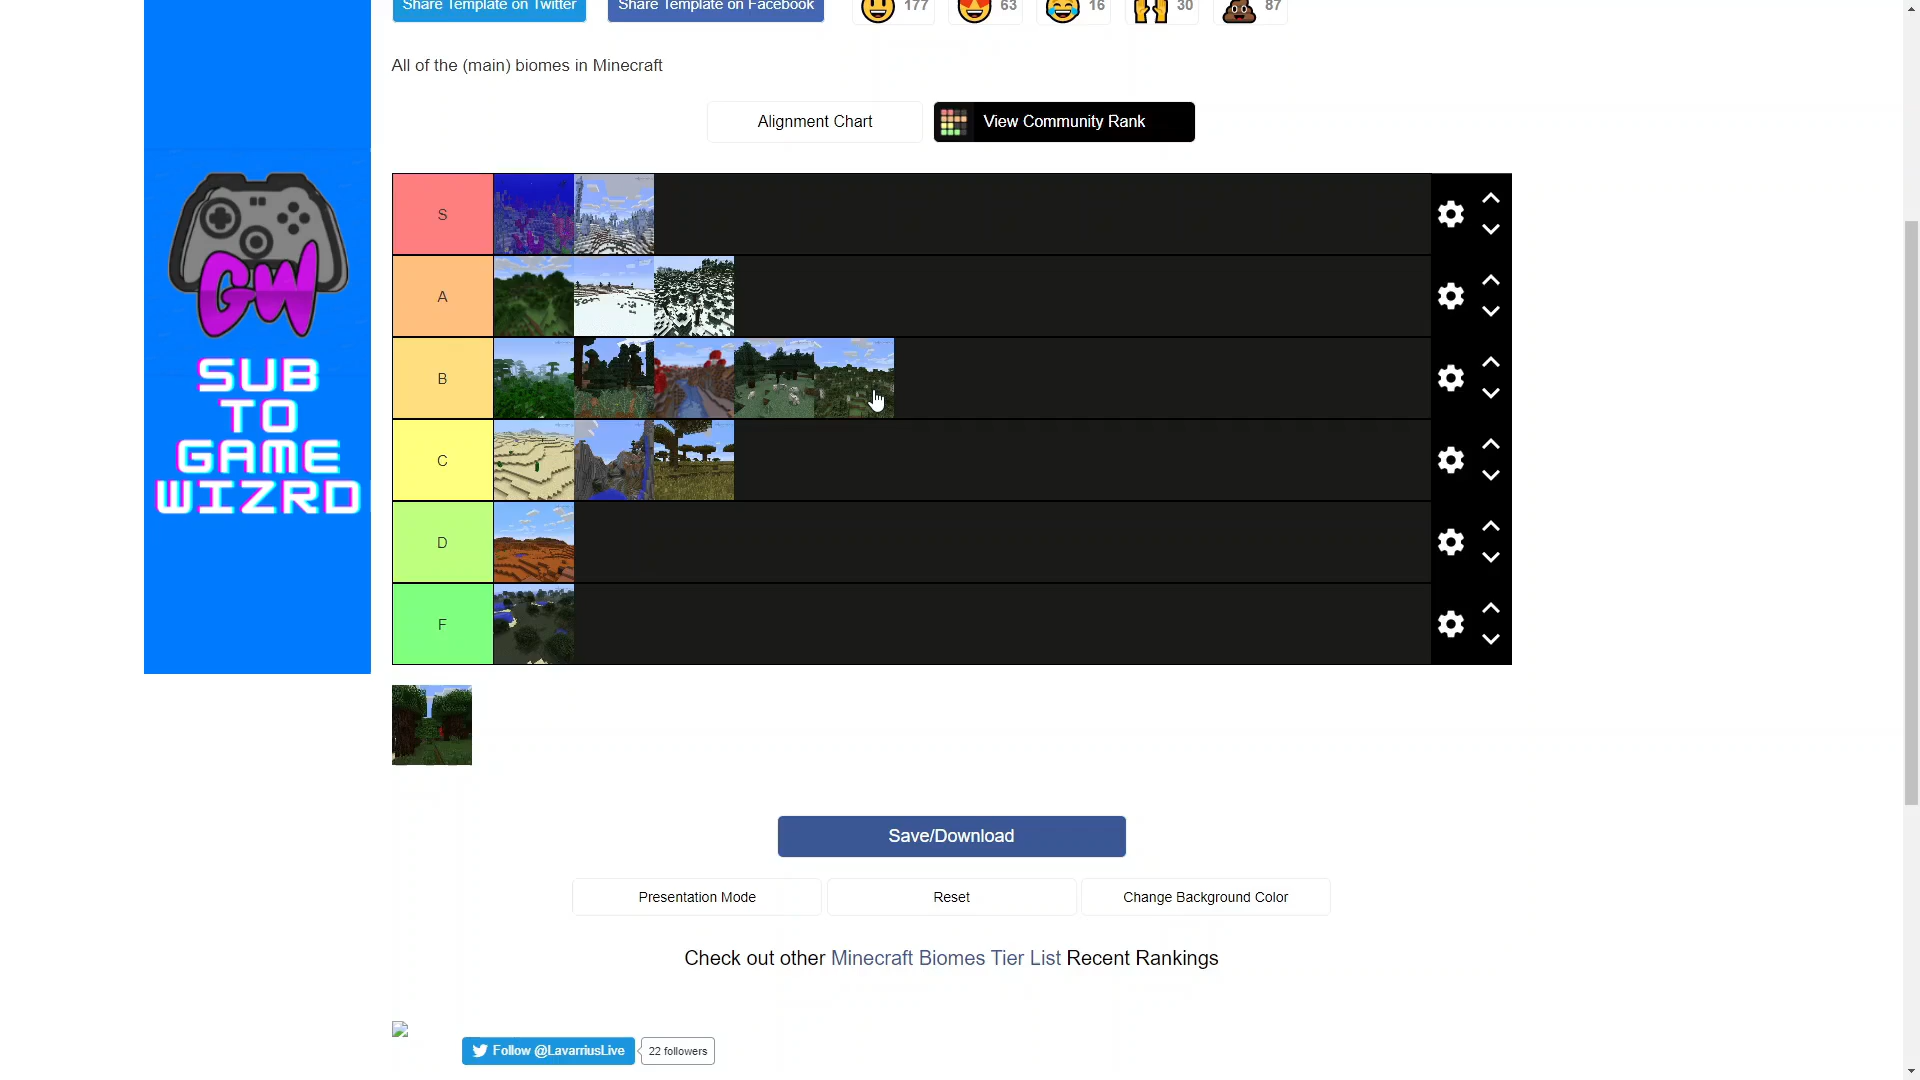 Share Template on Twitter
Share Template on Facebook
177
63
16
30
87
All of the (main) biomes in Minecraft
Alignment Chart
View Community Rank
S
A
B
C
D
F
GW
SUB
TO
GAME
WIZRD
Save/Download
Presentation Mode
Reset
Change Background Color
Check out other Minecraft Biomes Tier List Recent Rankings
Follow @LavarriusLive
22 followers